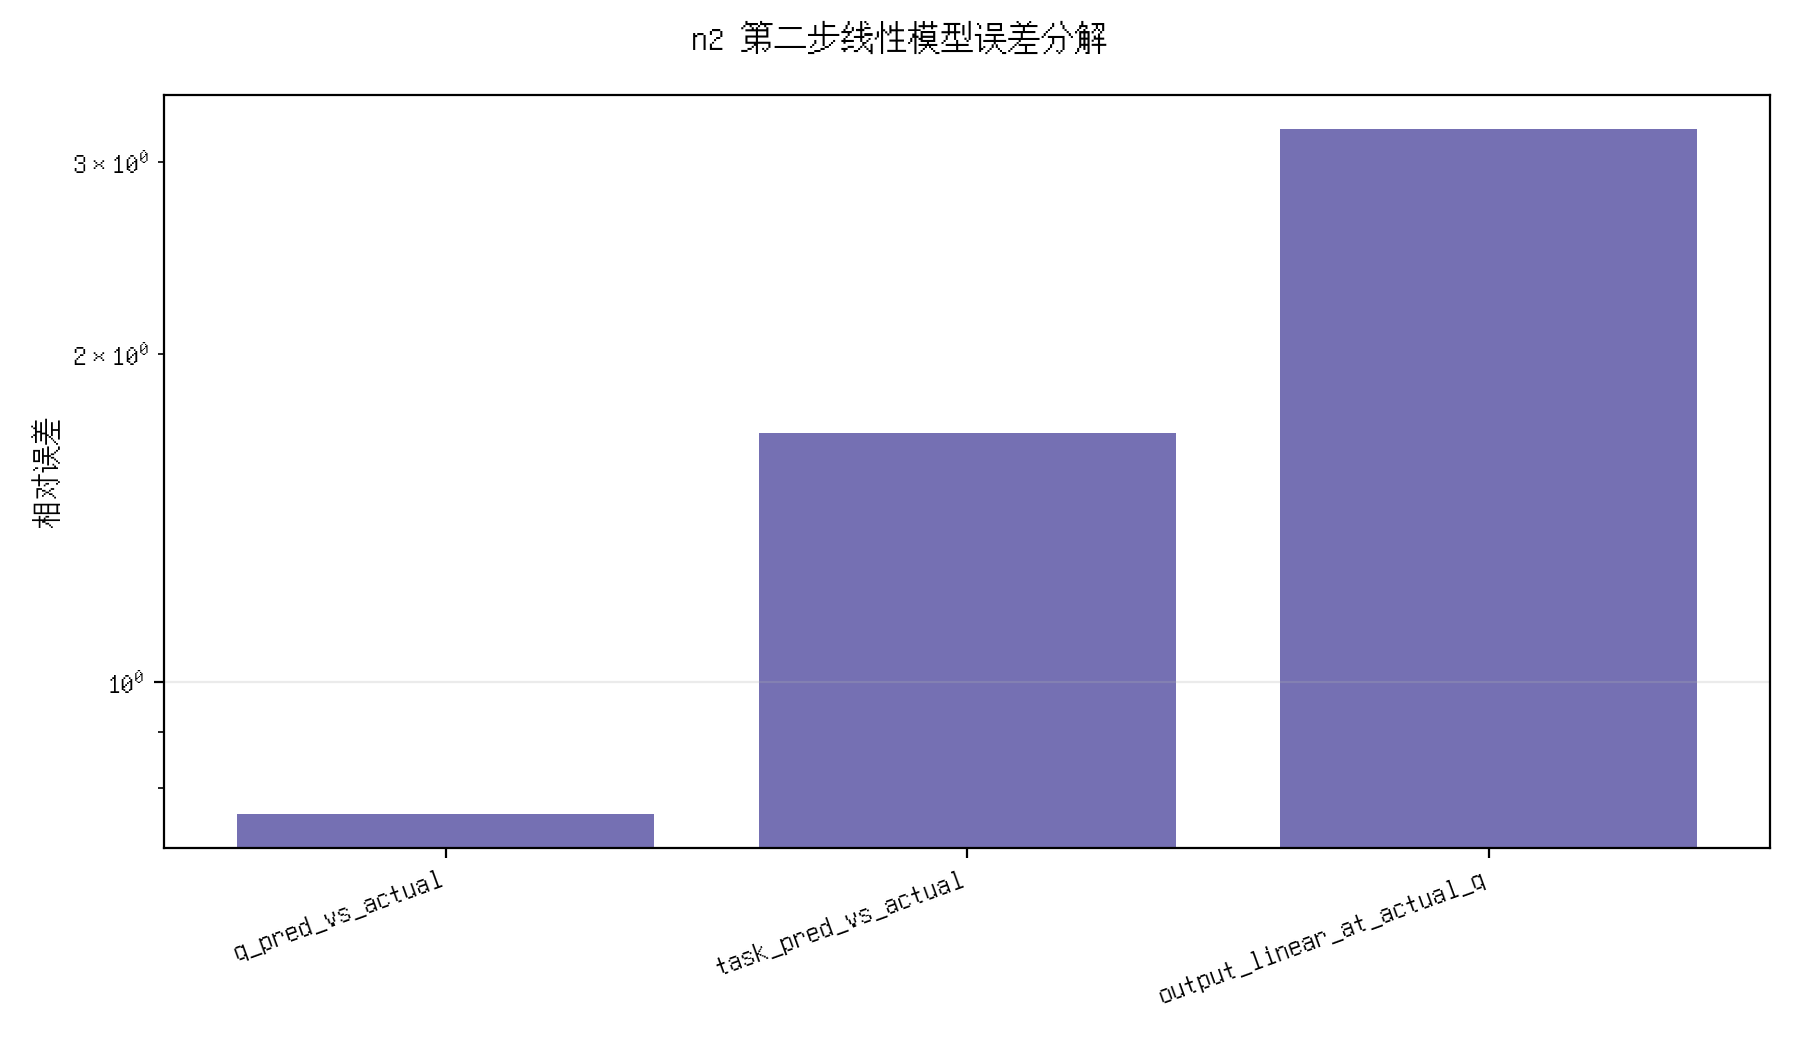 n2 第二步线性模型误差分解
相对误差
3 × 10⁰
2 × 10⁰
10⁰
q_pred_vs_actual
task_pred_vs_actual
output_linear_at_actual_q